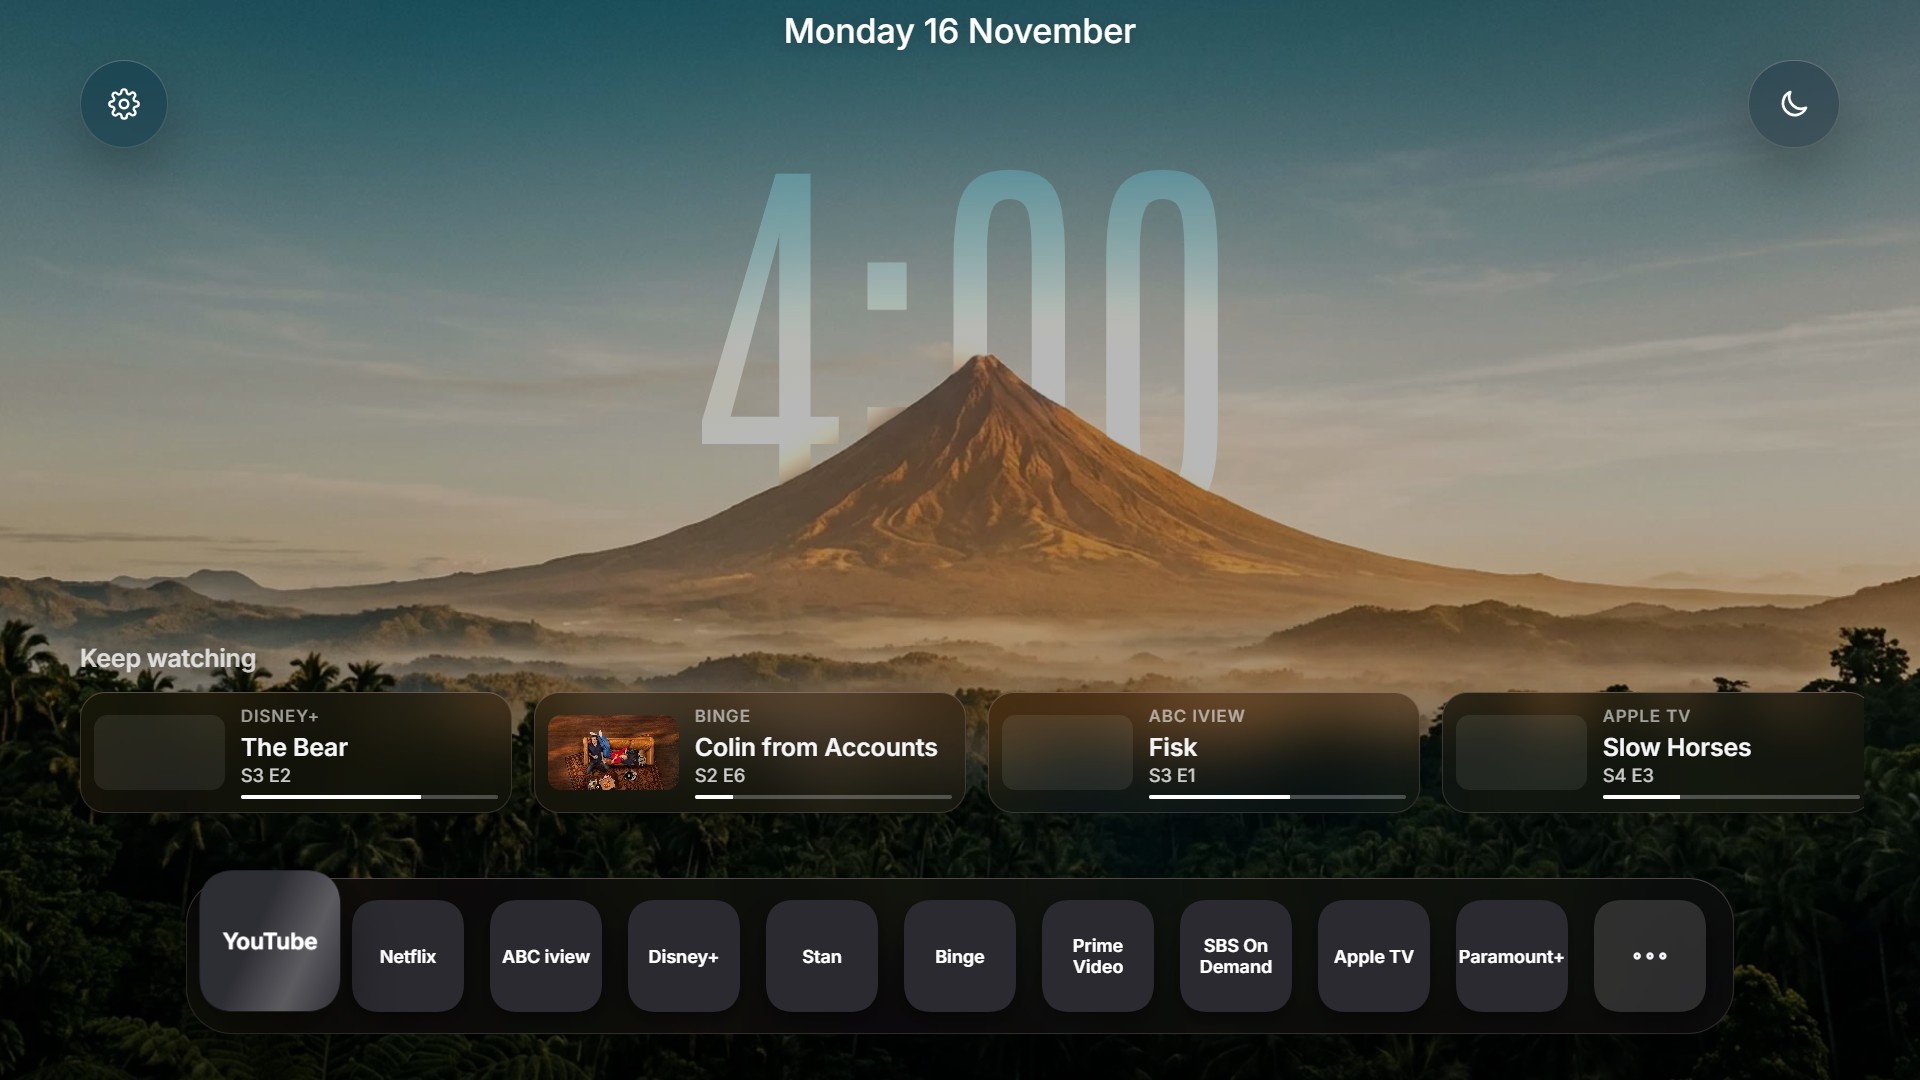 Monday 16 November
4:00
Keep watching
DISNEY+
The Bear
S3 E2
BINGE
Colin from Accounts
S2 E6
ABC IVIEW
Fisk
S3 E1
APPLE TV
Slow Horses
S4 E3
YouTube
Netflix
ABC iview
Disney+
Stan
Binge
Prime
Video
SBS On
Demand
Apple TV
Paramount+